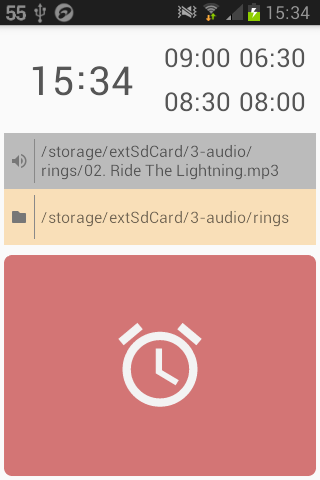 55 15:34
15:34
09:00 06:30
08:30 08:00
/storage/extSdCard/3-audio/
rings/02. Ride The Lightning.mp3
/storage/extSdCard/3-audio/rings